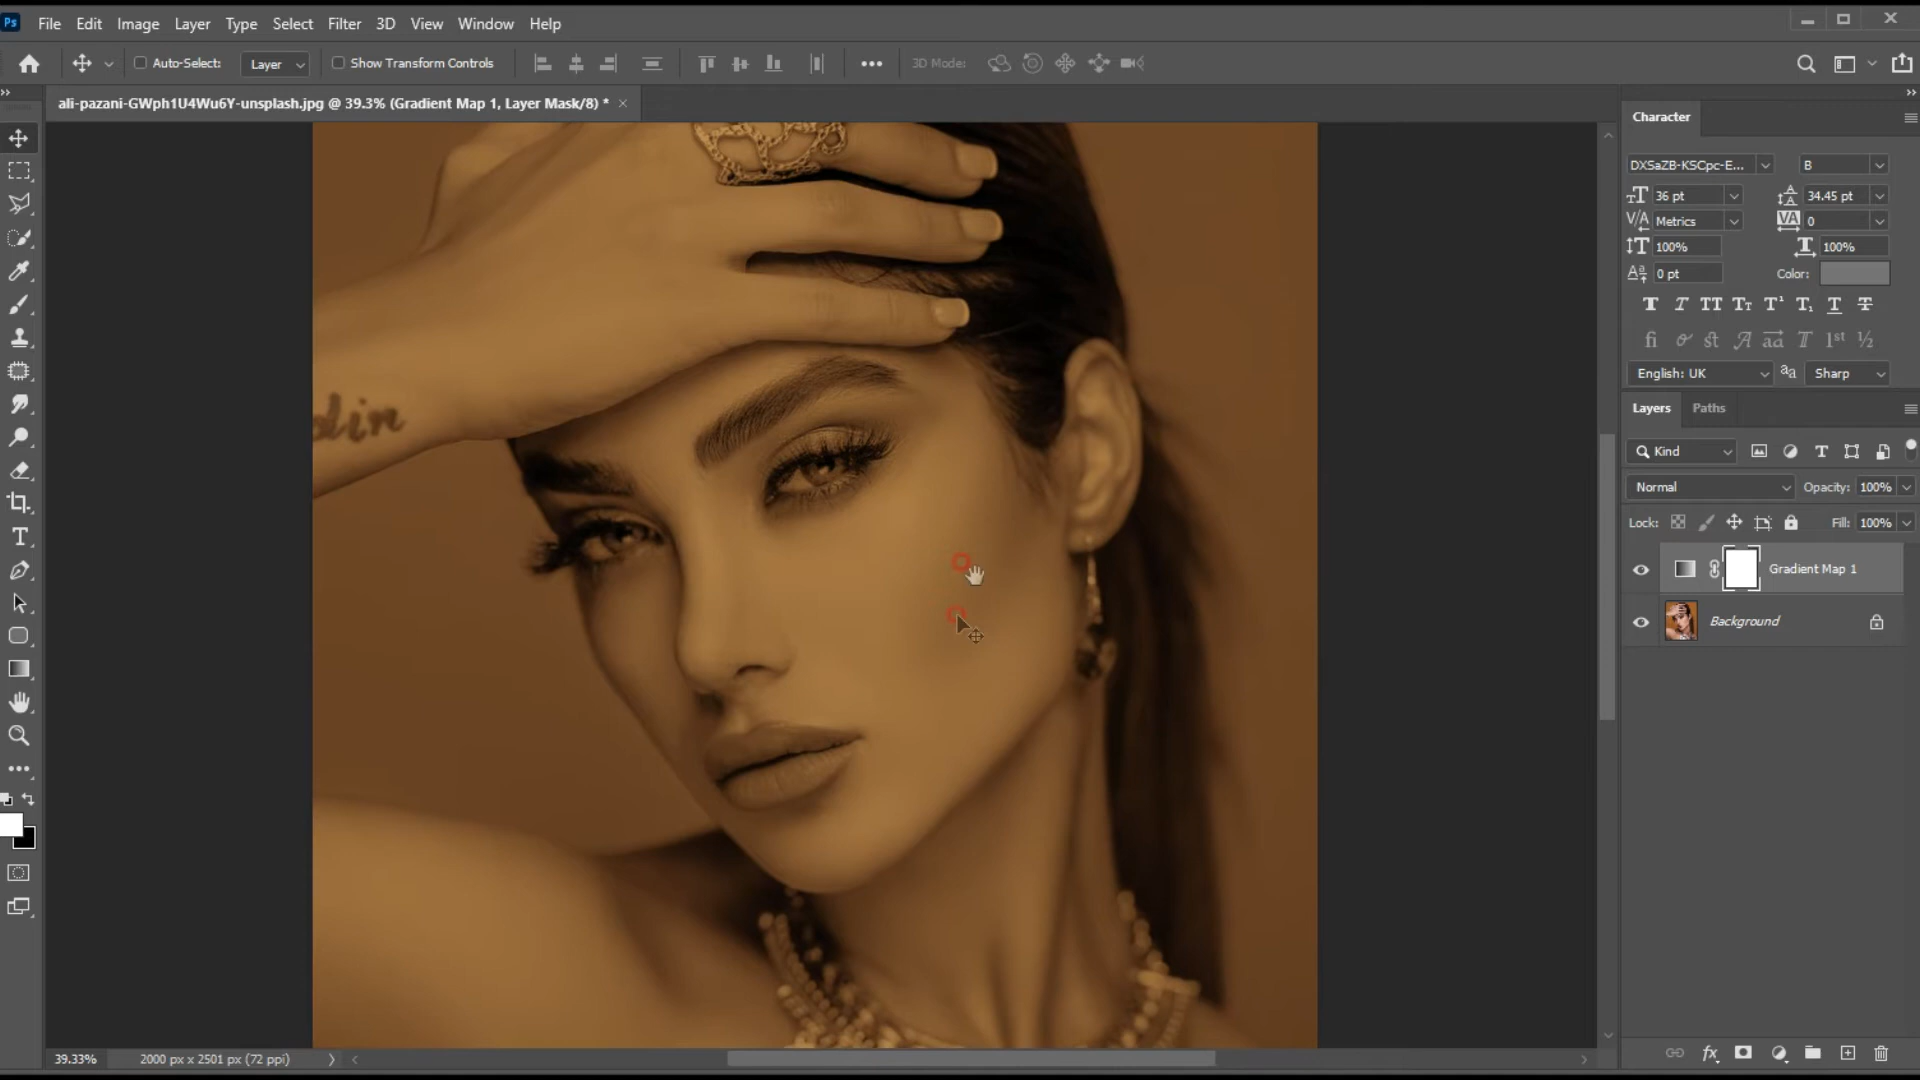 Ps File Edit Image Layer Type Select Filter 3D View Window Help
Auto-Select: Layer Show Transform Controls 3D Mode:
ali-pazani-GWph1U4Wu6Y-unsplash.jpg @ 39.3% (Gradient Map 1, Layer Mask/8) *
Character
DXSaZB-KSCpc-E... B
36 pt 34.45 pt
Metrics 0
100% 100%
0 pt Color:
English: UK Sharp
Layers Paths
Kind
Normal Opacity: 100%
Lock: Fill: 100%
Gradient Map 1
Background
39.33% 2000 px x 2501 px (72 ppi)